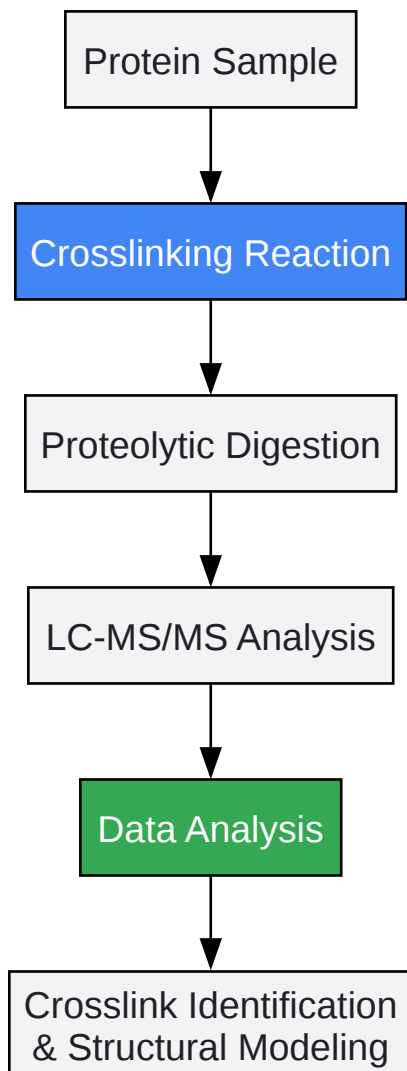 Protein Sample
Crosslinking Reaction
Proteolytic Digestion
LC-MS/MS Analysis
Data Analysis
Crosslink Identification
& Structural Modeling